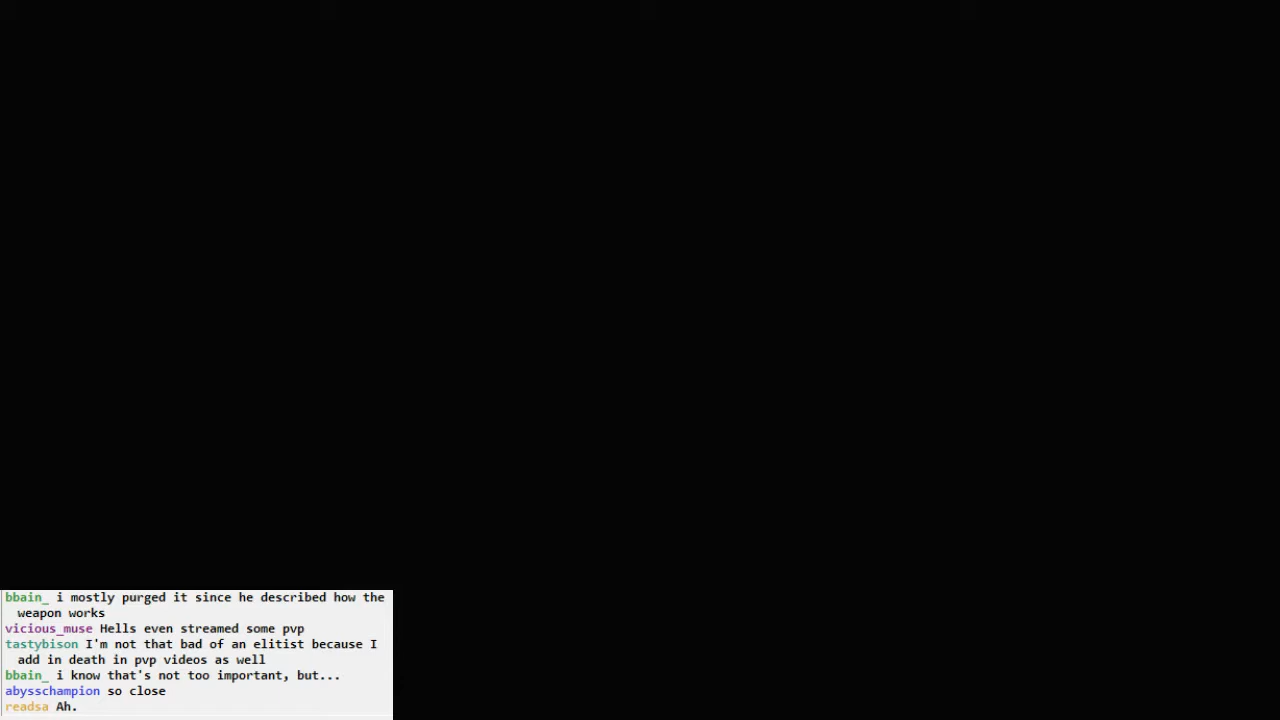 bbain_ i mostly purged it since he described how the
weapon works
vicious_muse Hells even streamed some pvp
tastybison I'm not that bad of an elitist because I
add in death in pvp videos as well
bbain_ i know that's not too important, but...
abysschampion so close
readsa Ah.